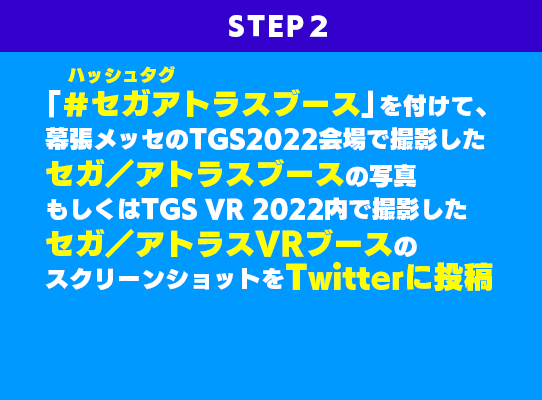 STEP2
ハッシュタグ
「#セガアトラスブース」を付けて、
幕張メッセのTGS2022会場で撮影した
セガ／アトラスブースの写真
もしくはTGS VR 2022内で撮影した
セガ／アトラスVRブースの
スクリーンショットをTwitterに投稿